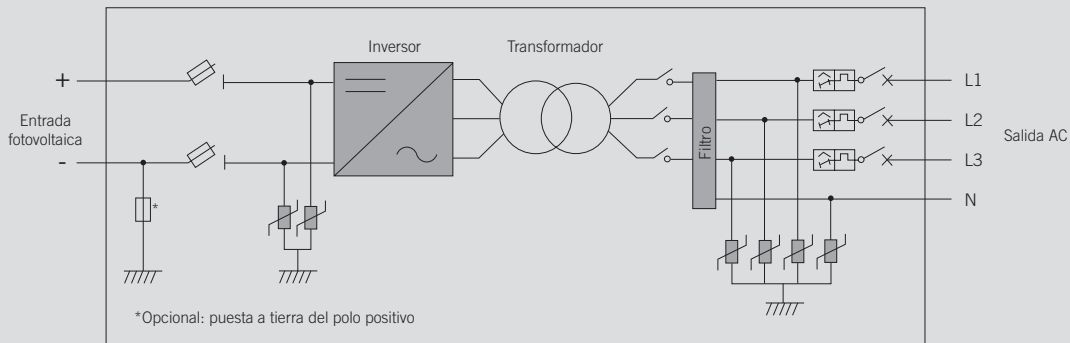 Inversor
Transformador
+
Entrada
fotovoltaica
-
*
Filtro
L1
L2
L3
N
Salida AC
*Opcional: puesta a tierra del polo positivo